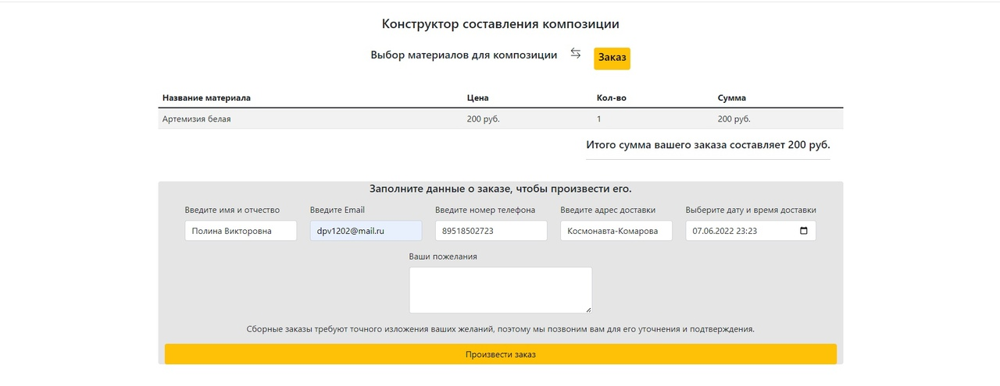 Конструктор составления композиции
Выбор материалов для композиции Заказ
Название материала Цена Кол-во Сумма
Артемизия белая 200 руб. 1 200 руб.
Итого сумма вашего заказа составляет 200 руб.
Заполните данные о заказе, чтобы произвести его.
Введите имя и отчество Введите Email Введите номер телефона Введите адрес доставки Выберите дату и время доставки
Полина Викторовна dpv1202@mail.ru 89518502723 Космонавта-Комарова 07.06.2022 23:23
Ваши пожелания
Сборные заказы требуют точного изложения ваших желаний, поэтому мы позвоним вам для его уточнения и подтверждения.
Произвести заказ